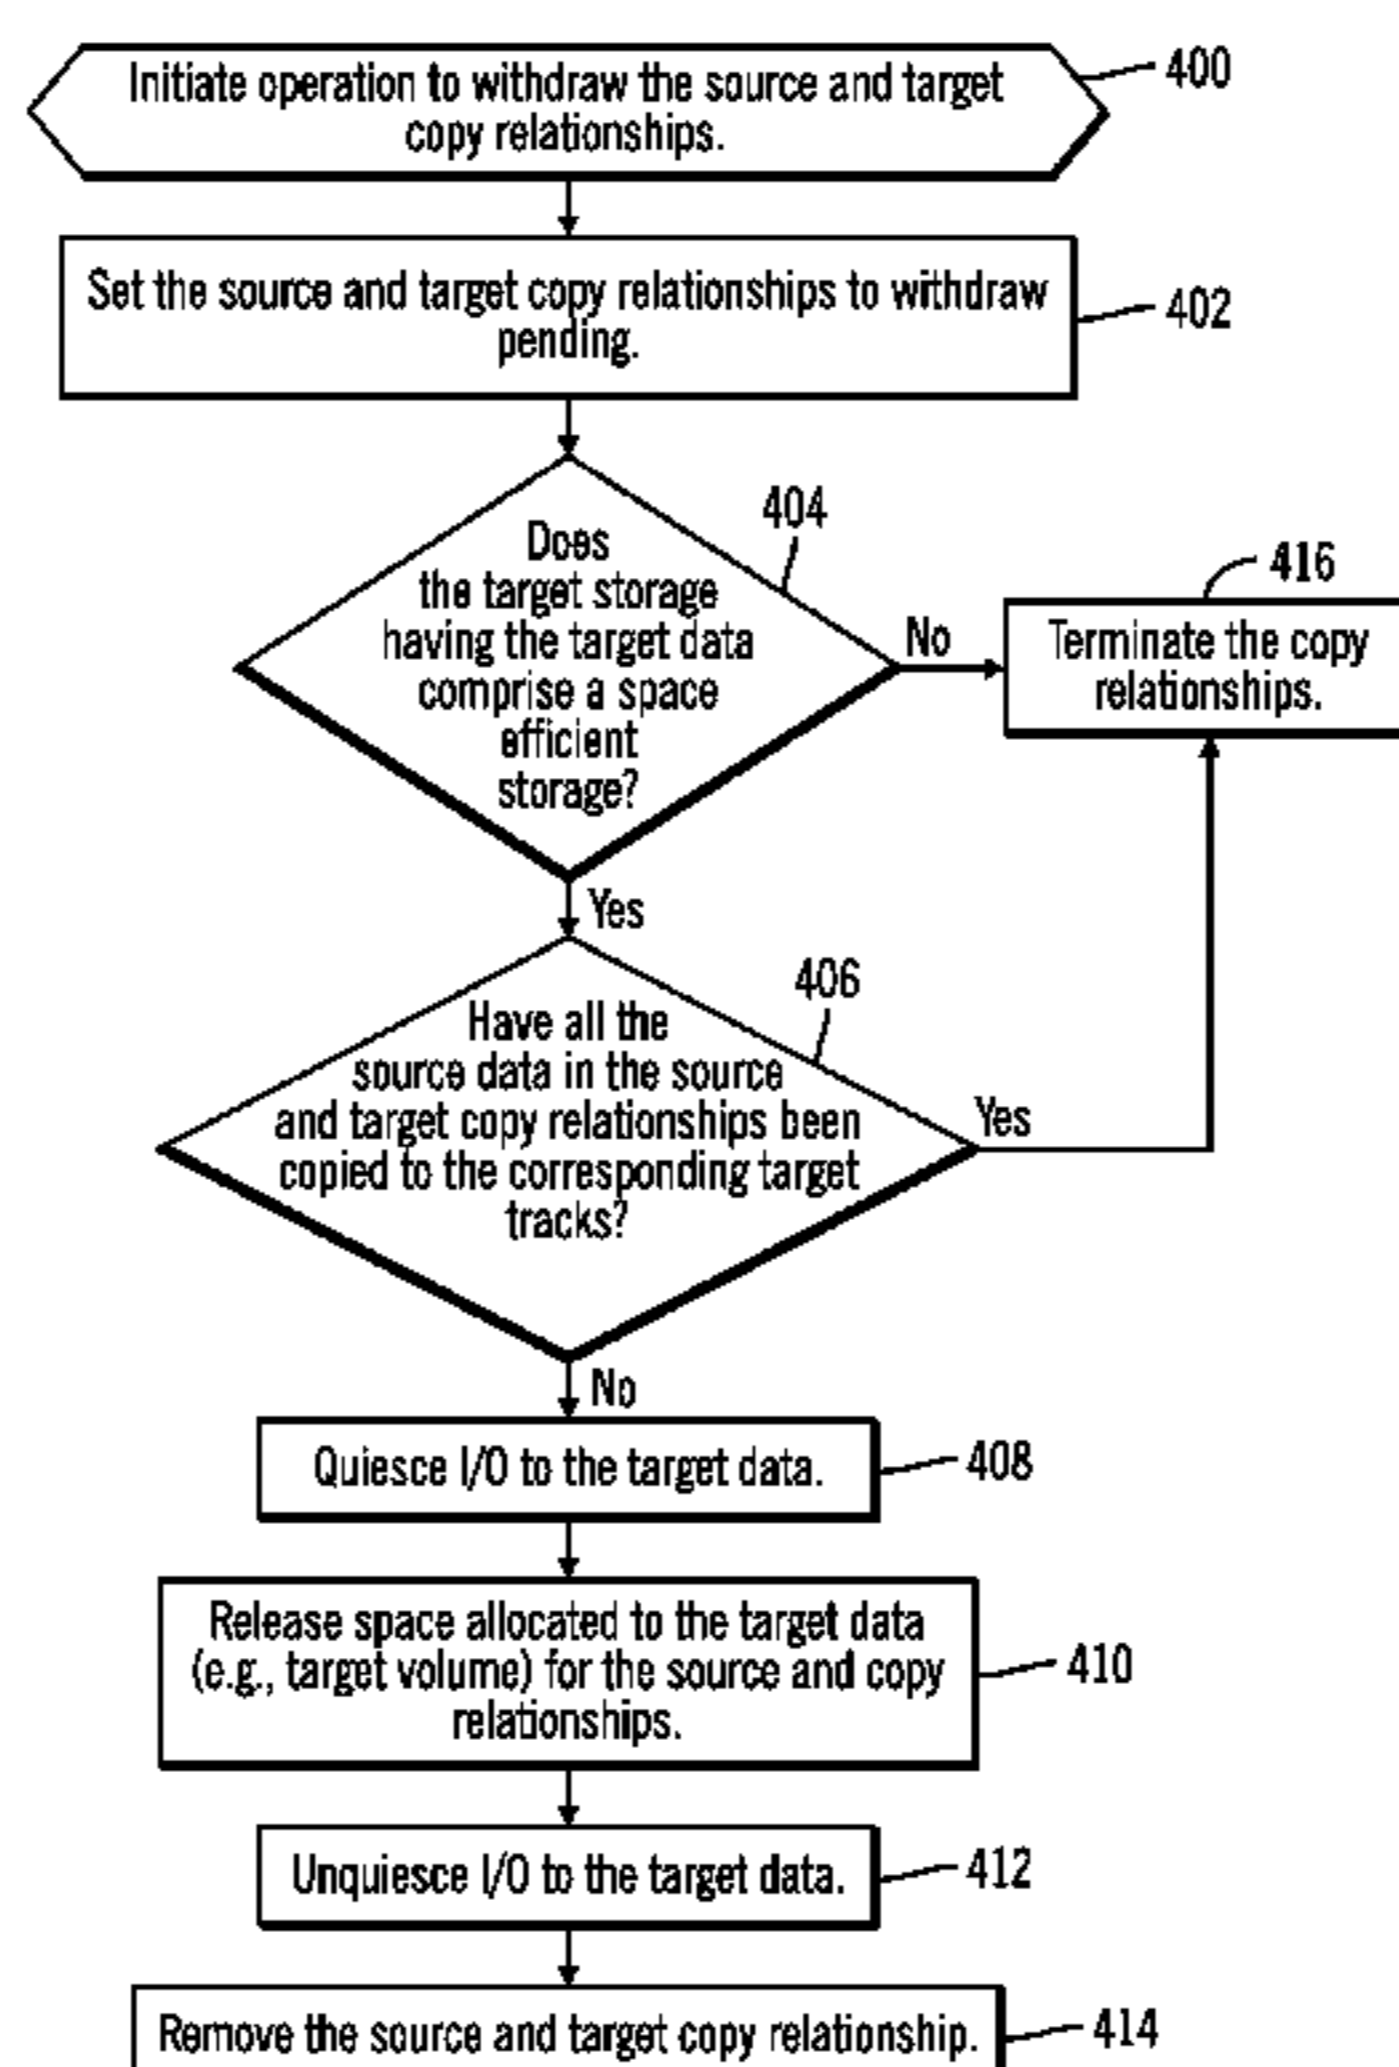 Initiate operation to withdraw the source and target
copy relationships.
400
Set the source and target copy relationships to withdraw
pending.
402
404
Does
the target storage
having the target data
comprise a space
efficient
storage?
No
416
Terminate the copy
relationships.
Yes
406
Have all the
source data in the source
and target copy relationships been
copied to the corresponding target
tracks?
Yes
No
Quiesce I/O to the target data.
408
Release space allocated to the target data
(e.g., target volume) for the source and copy
relationships.
410
Unquiesce I/O to the target data.
412
Remove the source and target copy relationship.
414